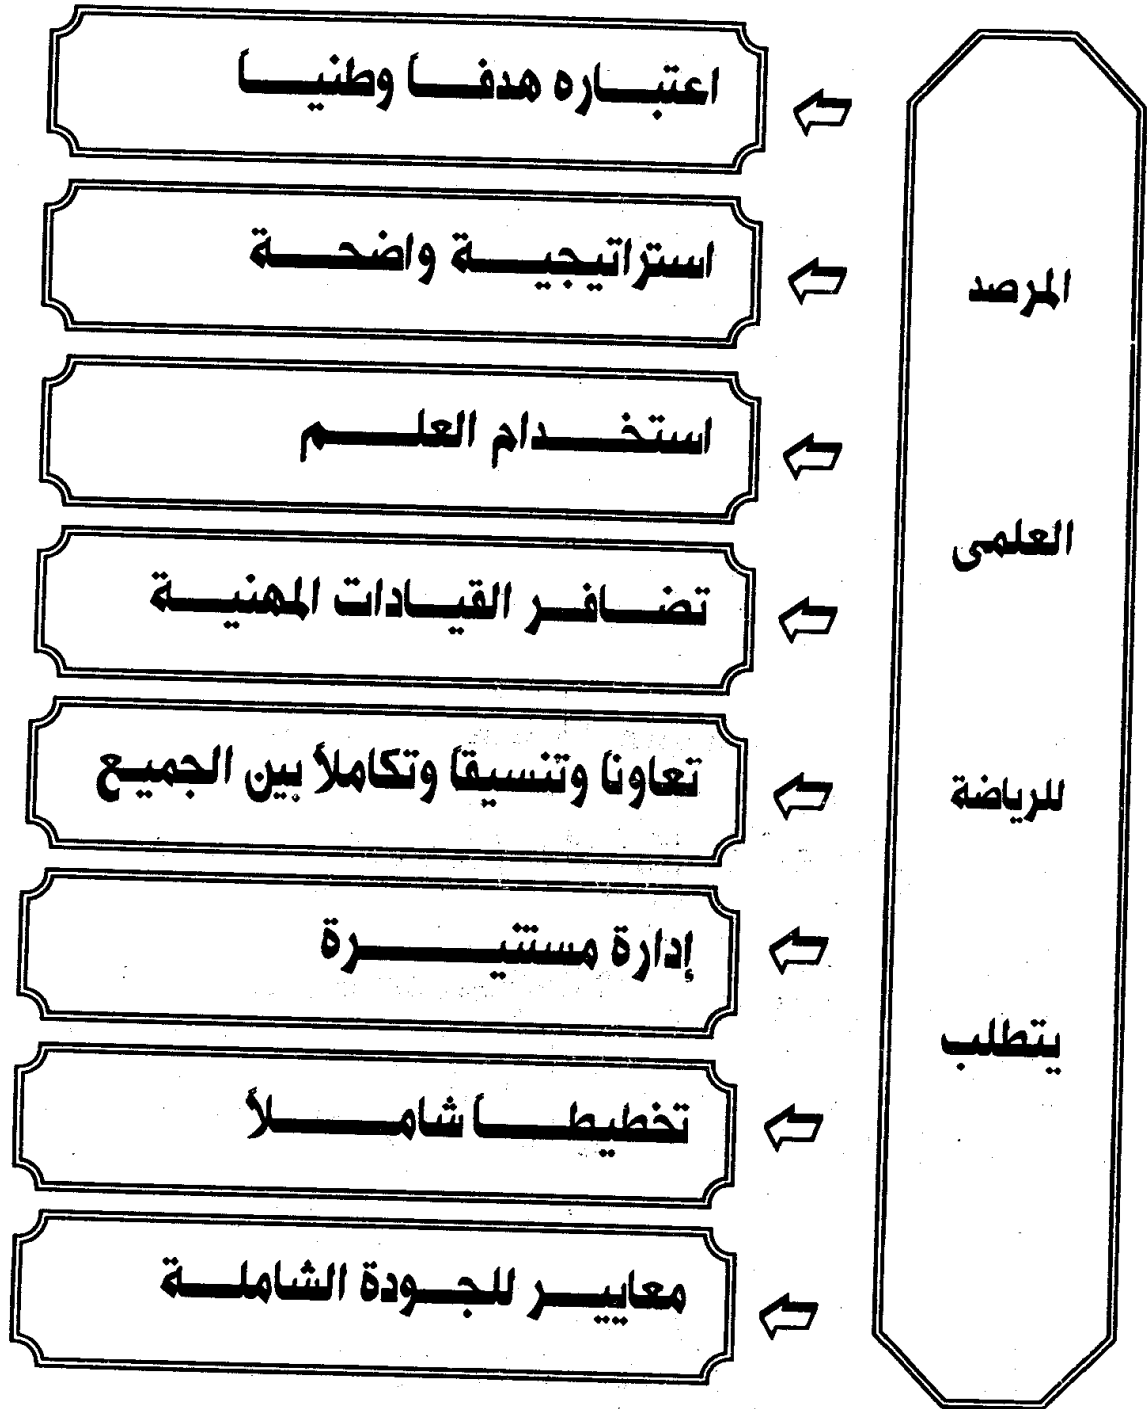 المرصد
العلمى
للرياضة
يتطلب
اعتباره هدفاً وطنياً
استراتيجية واضحة
استخدام العلم
تضافر القيادات المهنية
تعاوناً وتنسيقاً وتكاملاً بين الجميع
إدارة مستنيرة
تخطيطاً شاملاً
معايير للجودة الشاملة